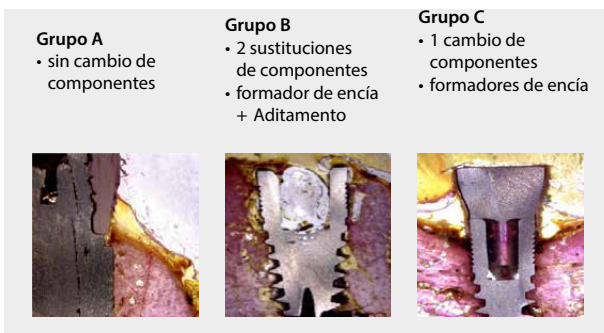 Grupo A
• sin cambio de
componentes
Grupo B
• 2 sustituciones
de componentes
• formador de encía
+ Aditamento
Grupo C
• 1 cambio de
componentes
• formadores de encía